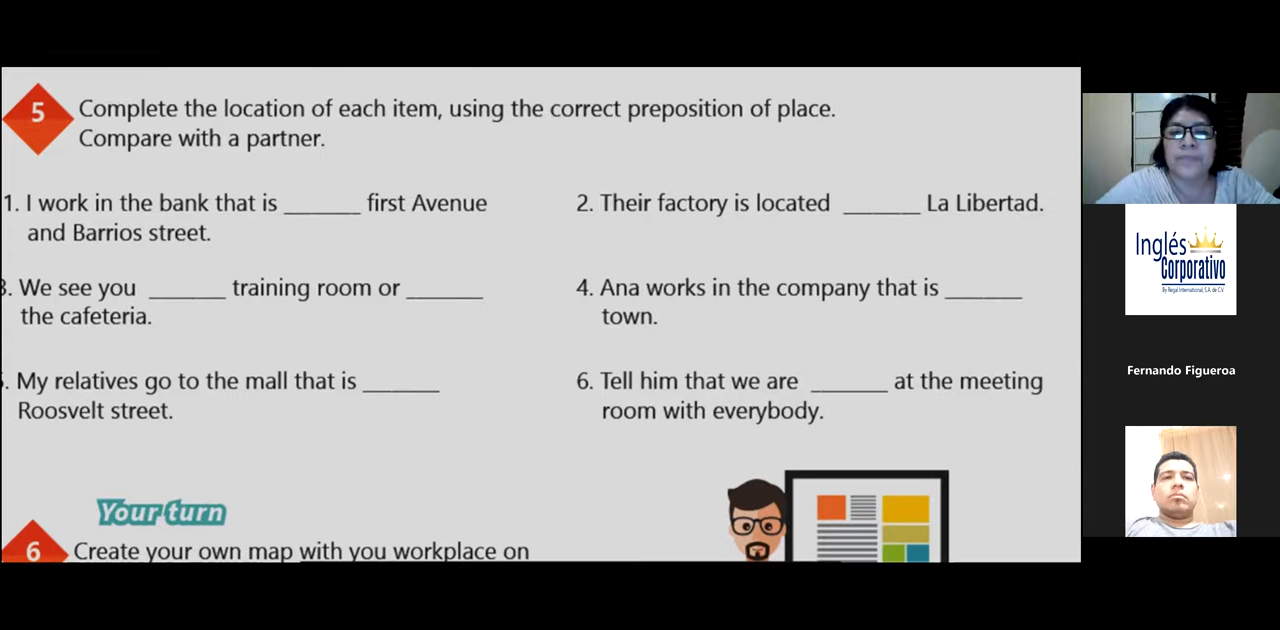 5
Complete the location of each item, using the correct preposition of place.
Compare with a partner.
1. I work in the bank that is _______ first Avenue
and Barrios street.
2. Their factory is located _______ La Libertad.
3. We see you _______ training room or _______
the cafeteria.
4. Ana works in the company that is _______
town.
. My relatives go to the mall that is _______
Roosvelt street.
6. Tell him that we are _______ at the meeting
room with everybody.
Your turn
6
Create your own map with you workplace on
Inglés
Corporativo
By Regal International, S.A. de C.V.
Fernando Figueroa